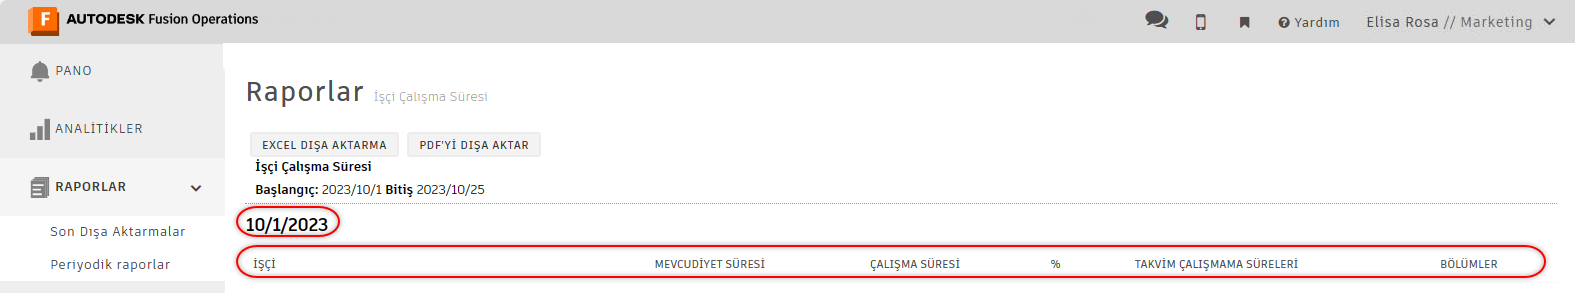 F AUTODESK Fusion Operations
Yardım
Elisa Rosa // Marketing
PANO
ANALİTİKLER
RAPORLAR
Son Dışa Aktarmalar
Periyodik raporlar
Raporlar İşçi Çalışma Süresi
EXCEL DIŞA AKTARMA PDF'Yİ DIŞA AKTAR
İşçi Çalışma Süresi
Başlangıç: 2023/10/1 Bitiş 2023/10/25
10/1/2023
İŞÇİ MEVCUDİYET SÜRESİ ÇALIŞMA SÜRESİ % TAKVİM ÇALIŞMAMA SÜRELERİ BÖLÜMLER